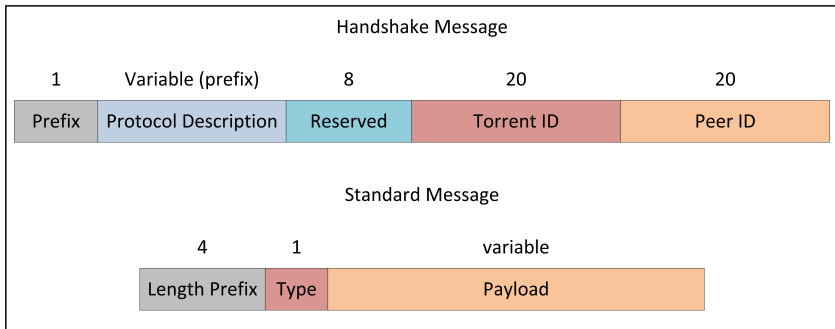 Handshake Message
1 Variable (prefix) 8 20 20
Prefix Protocol Description Reserved Torrent ID Peer ID
Standard Message
4 1 variable
Length Prefix Type Payload